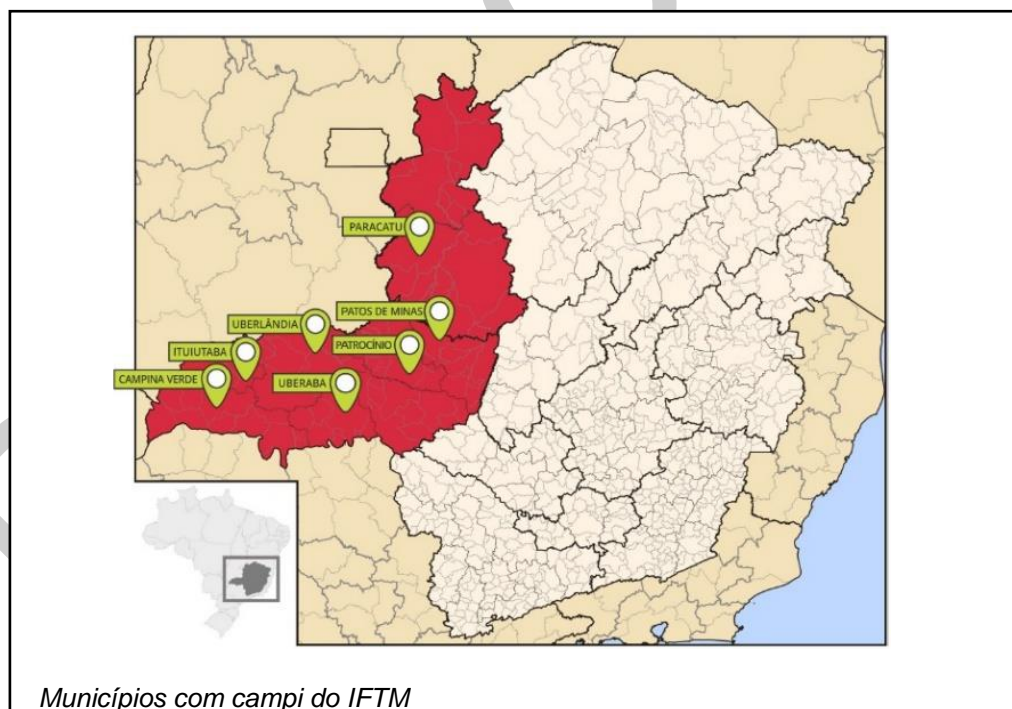 PARACATU
PATOS DE MINAS
UBERLÂNDIA
PATROCÍNIO
ITUIUTABA
CAMPINA VERDE
UBERABA
Municípios com campi do IFTM